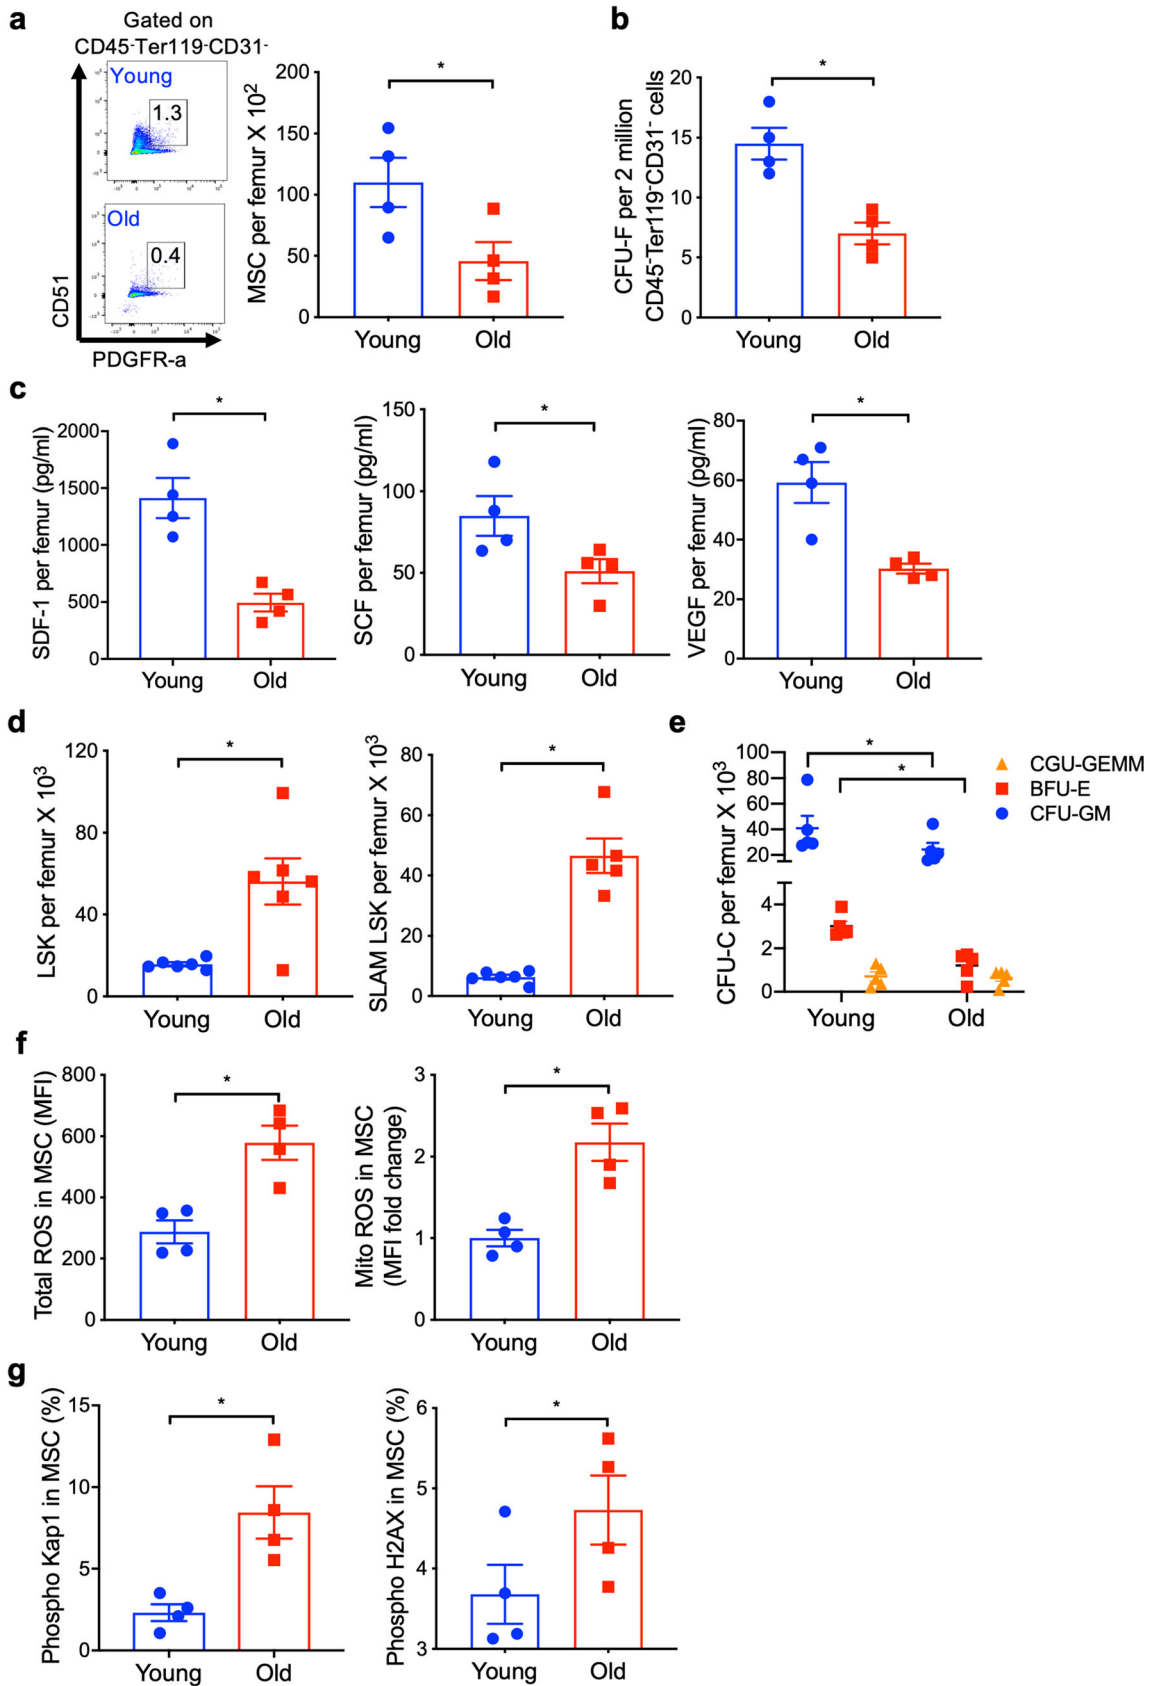 a
Gated on
CD45-Ter119-CD31-
Young
1.3
Old
0.4
CD51
PDGFR-a
MSC per femur X 10²
200
150
100
50
0
Young Old
*
b
CFU-F per 2 million
CD45-Ter119-CD31- cells
20
15
10
5
0
Young Old
*
c
SDF-1 per femur (pg/ml)
2000
1500
1000
500
0
Young Old
*
SCF per femur (pg/ml)
150
100
50
0
Young Old
*
VEGF per femur (pg/ml)
80
60
40
20
0
Young Old
*
d
LSK per femur X 10³
120
80
40
0
Young Old
*
SLAM LSK per femur X 10³
80
60
40
20
0
Young Old
*
e
CFU-C per femur X 10³
100
80
60
40
20
4
2
0
Young Old
*
*
CGU-GEMM
BFU-E
CFU-GM
f
Total ROS in MSC (MFI)
800
600
400
200
0
Young Old
*
Mito ROS in MSC
(MFI fold change)
3
2
1
0
Young Old
*
g
Phospho Kap1 in MSC (%)
15
10
5
0
Young Old
*
Phospho H2AX in MSC (%)
6
5
4
3
Young Old
*